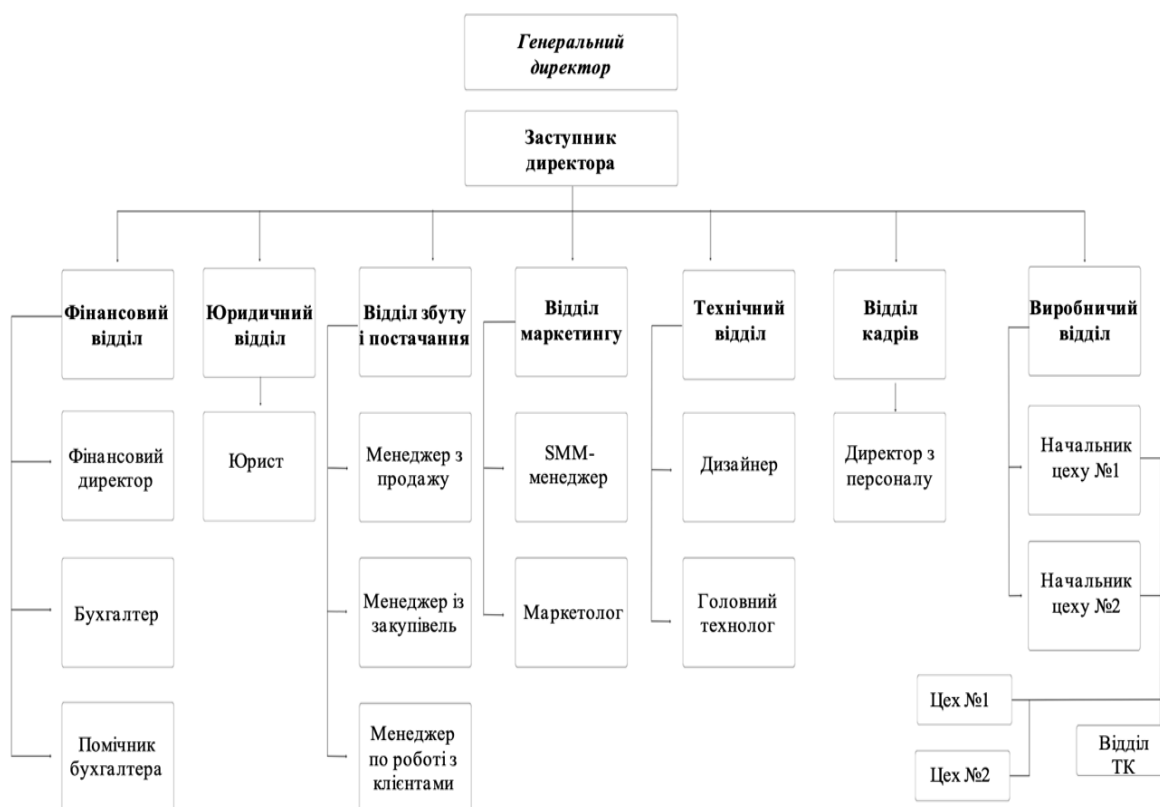 Генеральний
директор
Заступник
директора
Фінансовий
відділ
Юридичний
відділ
Відділ збуту
і постачання
Відділ
маркетингу
Технічний
відділ
Відділ
кадрів
Виробничий
відділ
Фінансовий
директор
Юрист
Менеджер з
продажу
SMM-
менеджер
Дизайнер
Директор з
персоналу
Начальник
цеху №1
Бухгалтер
Менеджер із
закупівель
Маркетолог
Головний
технолог
Начальник
цеху №2
Помічник
бухгалтера
Менеджер
по роботі з
клієнтами
Цех №1
Цех №2
Відділ
ТК